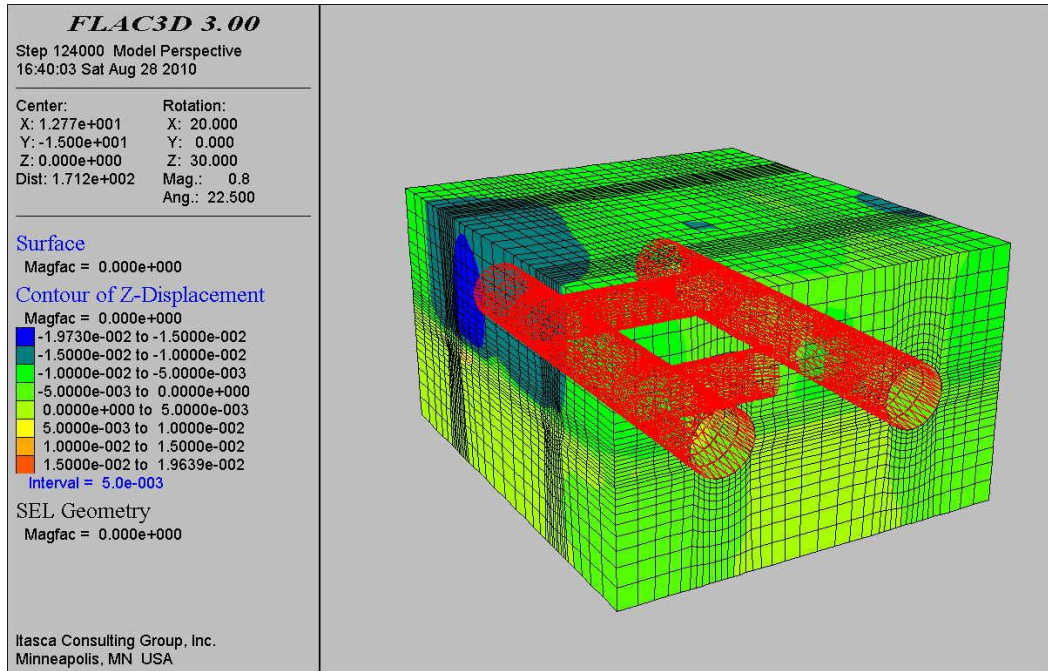 FLAC3D 3.00
Step 124000 Model Perspective
16:40:03 Sat Aug 28 2010
Center: Rotation:
X: 1.277e+001 X: 20.000
Y: -1.500e+001 Y: 0.000
Z: 0.000e+000 Z: 30.000
Dist: 1.712e+002 Mag.: 0.8
Ang.: 22.500
Surface
Magfac = 0.000e+000
Contour of Z-Displacement
Magfac = 0.000e+000
-1.9730e-002 to -1.5000e-002
-1.5000e-002 to -1.0000e-002
-1.0000e-002 to -5.0000e-003
-5.0000e-003 to 0.0000e+000
0.0000e+000 to 5.0000e-003
5.0000e-003 to 1.0000e-002
1.0000e-002 to 1.5000e-002
1.5000e-002 to 1.9639e-002
Interval = 5.0e-003
SEL Geometry
Magfac = 0.000e+000
Itasca Consulting Group, Inc.
Minneapolis, MN USA